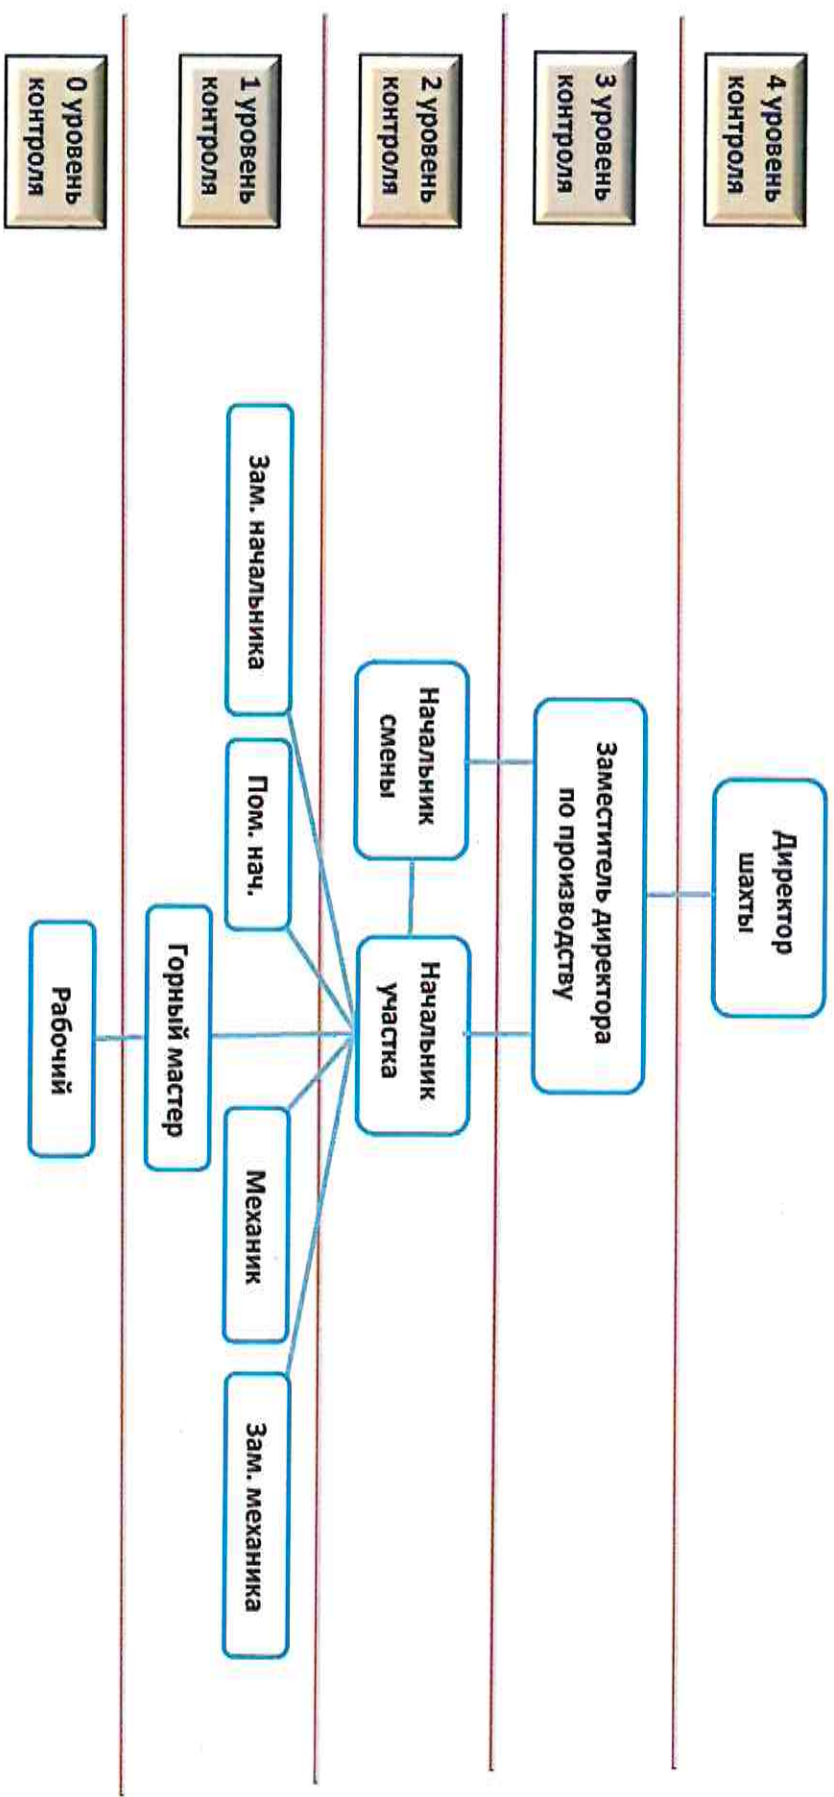 4 уровень
контроля
Директор
шахты
3 уровень
контроля
Заместитель директора
по производству
2 уровень
контроля
Начальник
смены
Начальник
участка
1 уровень
контроля
Зам. начальника
Пом. нач.
Горный мастер
Механик
Зам. механика
0 уровень
контроля
Рабочий